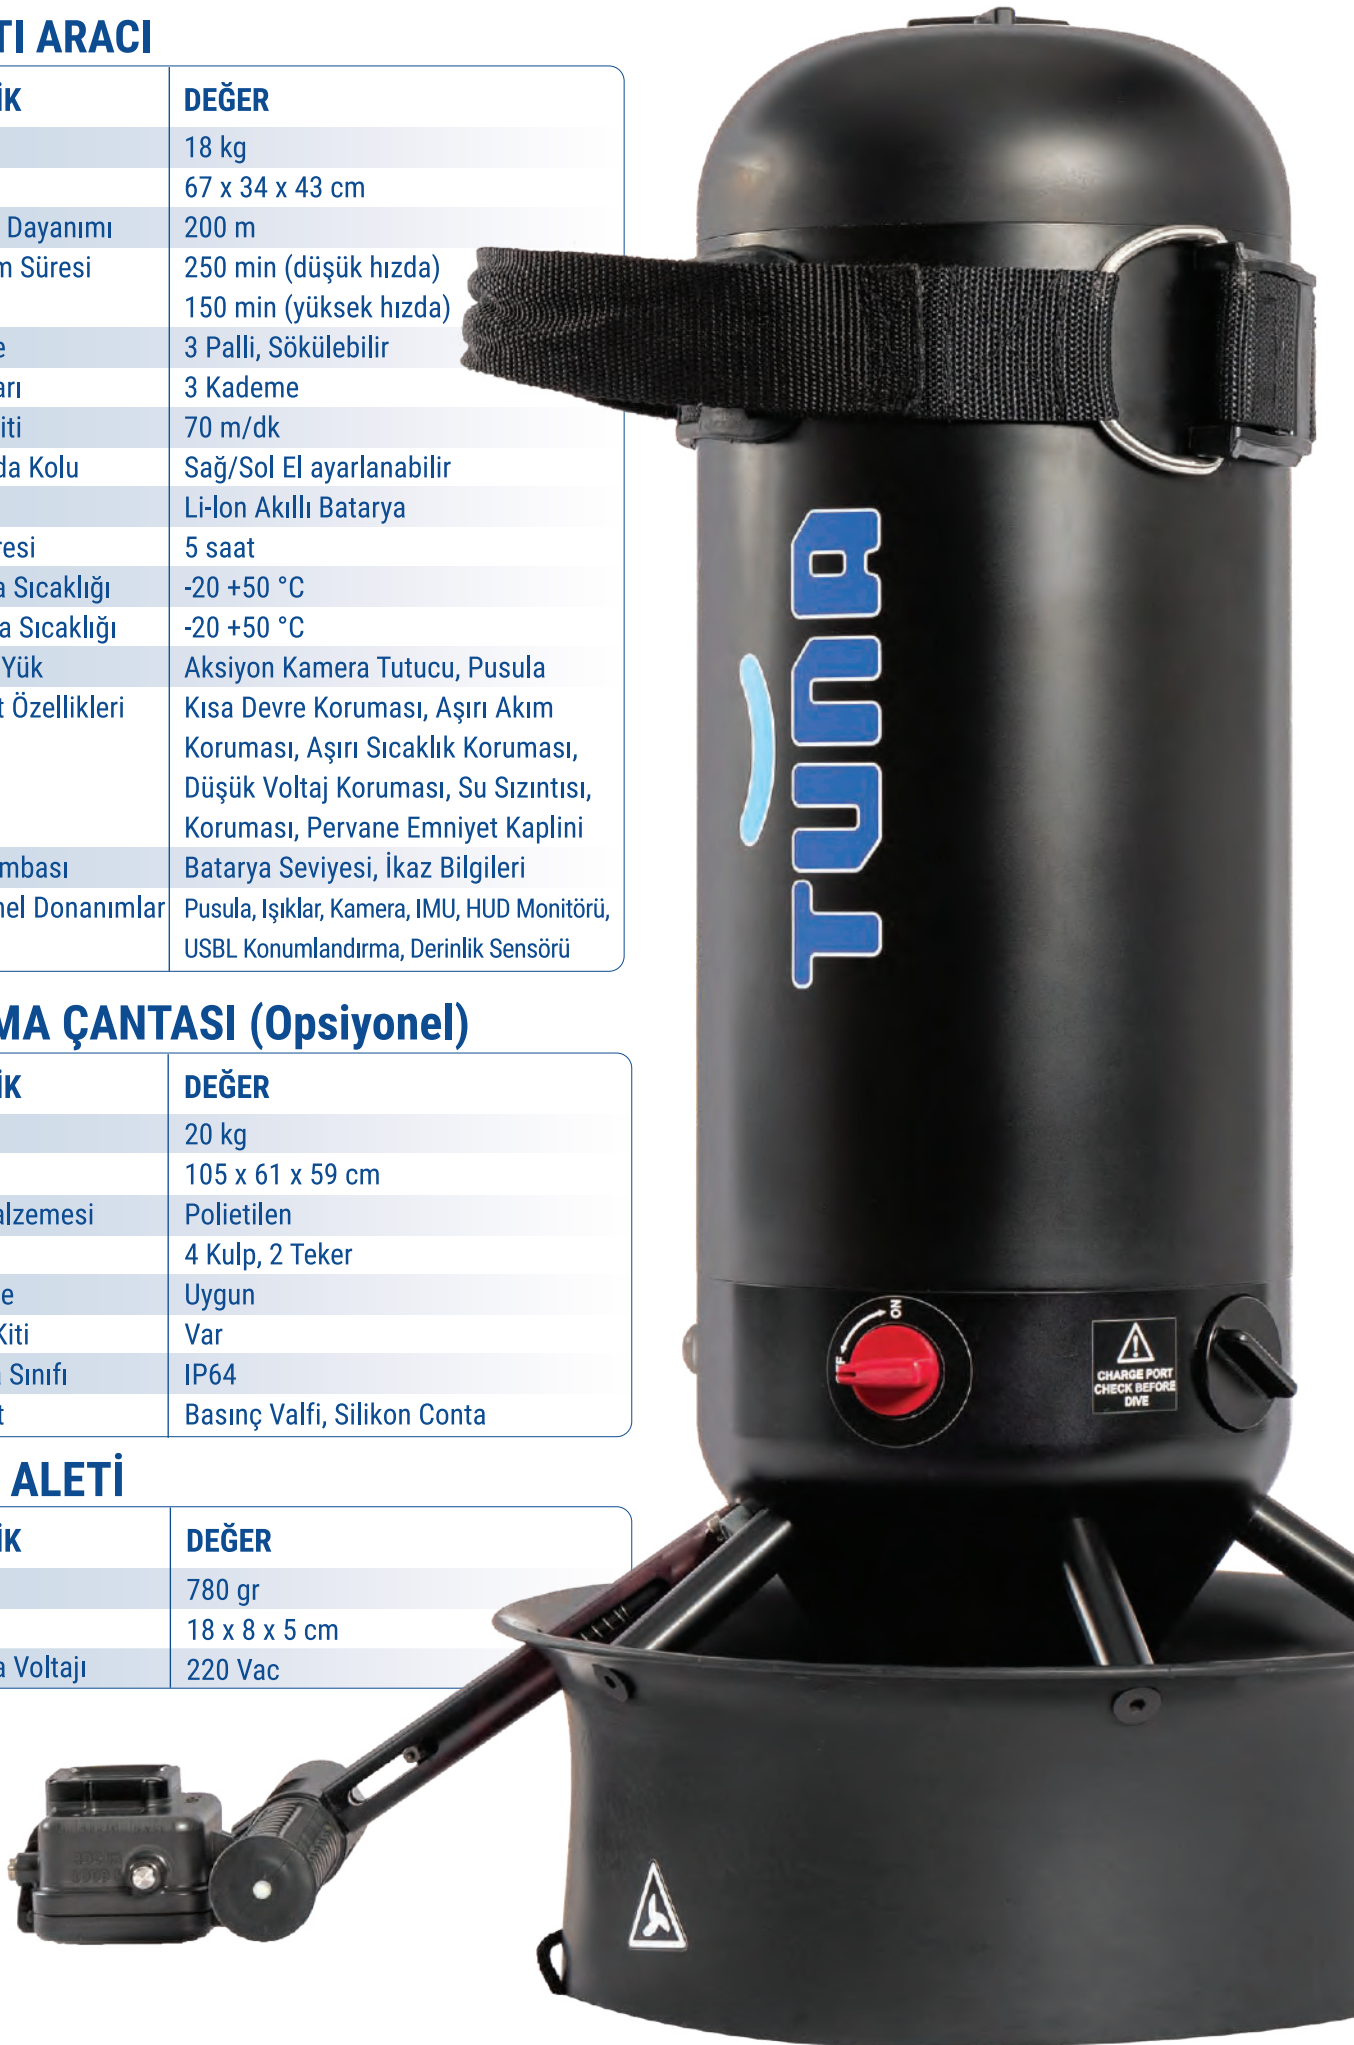 TI ARACI
İK DEĞER
18 kg
67 x 34 x 43 cm
Dayanımı 200 m
m Süresi 250 min (düşük hızda)
150 min (yüksek hızda)
e 3 Palli, Sökülebilir
arı 3 Kademe
iti 70 m/dk
da Kolu Sağ/Sol El ayarlanabilir
Li-Ion Akıllı Batarya
resi 5 saat
a Sıcaklığı -20 +50 °C
a Sıcaklığı -20 +50 °C
Yük Aksiyon Kamera Tutucu, Pusula
t Özellikleri Kısa Devre Koruması, Aşırı Akım
Koruması, Aşırı Sıcaklık Koruması,
Düşük Voltaj Koruması, Su Sızıntısı,
Koruması, Pervane Emniyet Kaplini
mbası Batarya Seviyesi, İkaz Bilgileri
nel Donanımlar Pusula, Işıklar, Kamera, IMU, HUD Monitörü,
USBL Konumlandırma, Derinlik Sensörü
MA ÇANTASI (Opsiyonel)
İK DEĞER
20 kg
105 x 61 x 59 cm
alzemesi Polietilen
4 Kulp, 2 Teker
e Uygun
Kiti Var
a Sınıfı IP64
t Basınç Valfi, Silikon Conta
ALETİ
İK DEĞER
780 gr
18 x 8 x 5 cm
a Voltajı 220 Vac
TUNA
ON
CHARGE PORT
CHECK BEFORE
DIVE